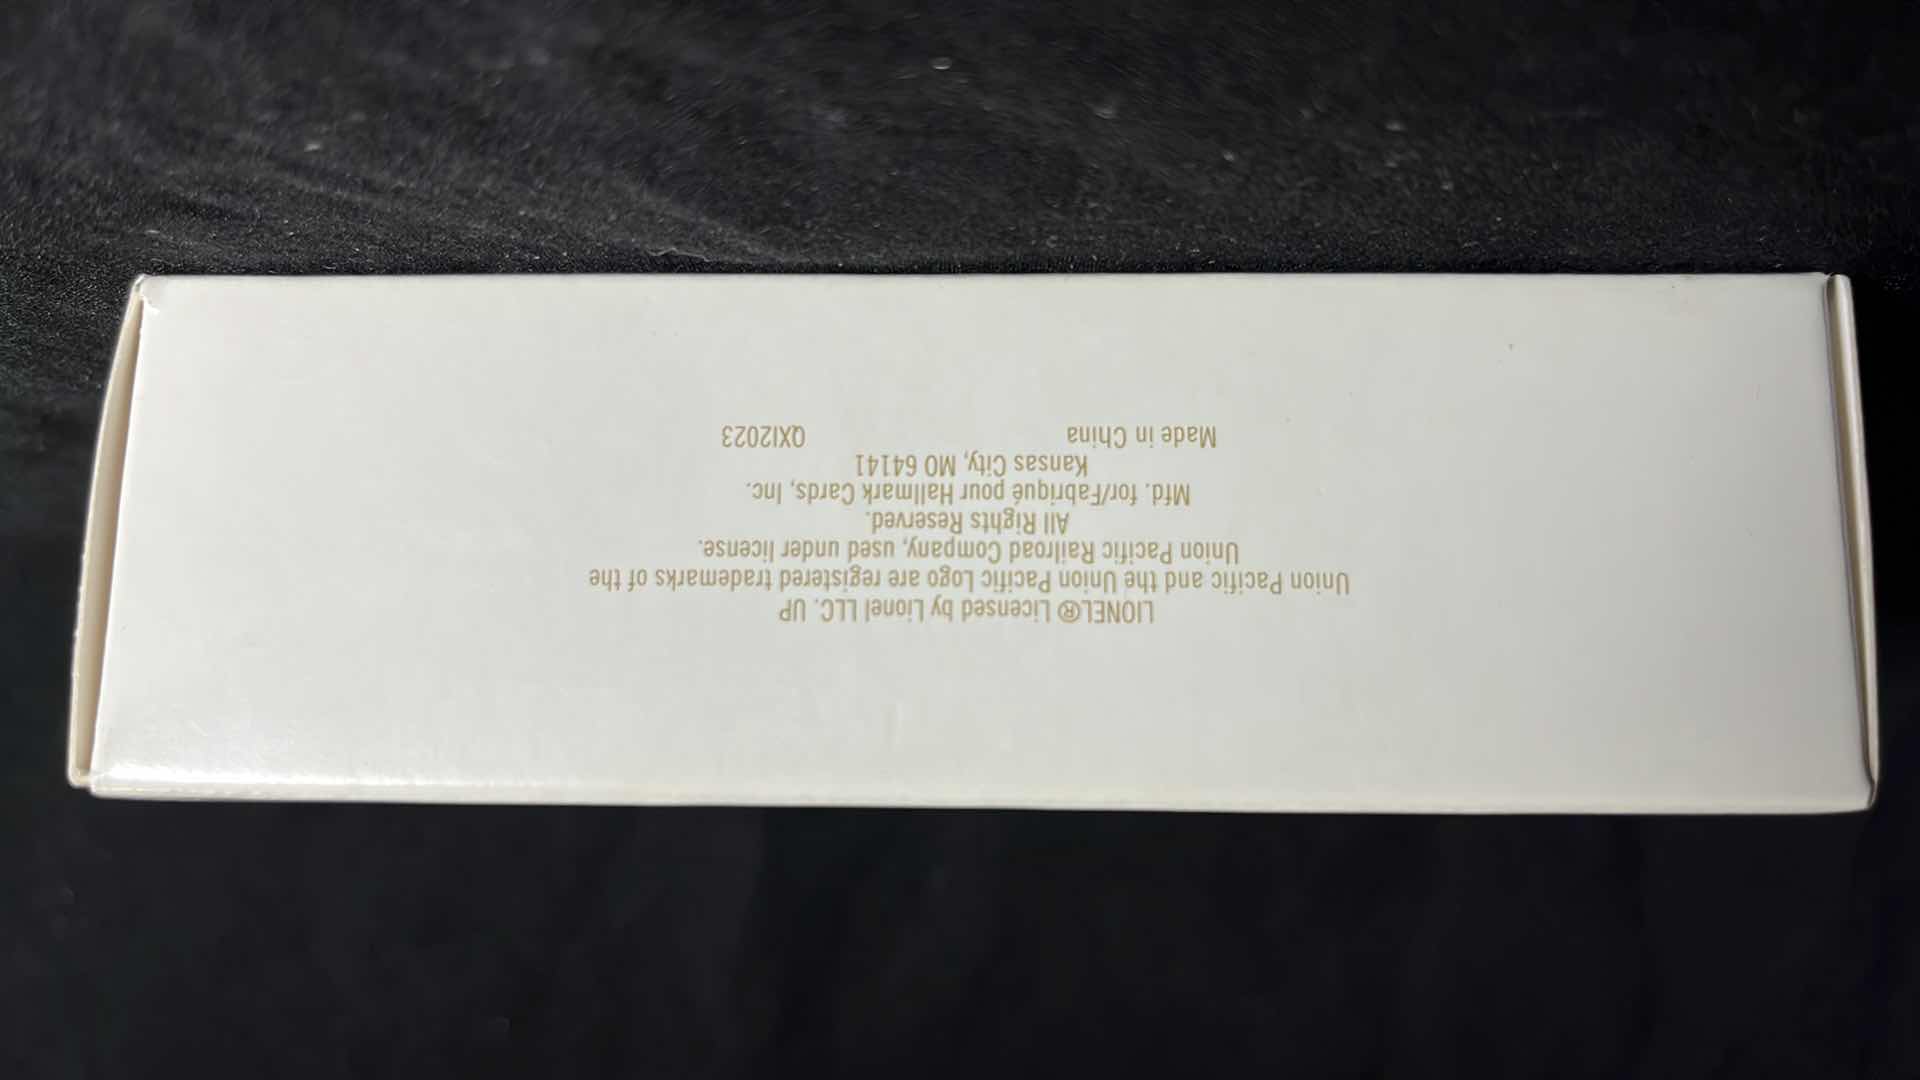 LIONEL® Licensed by Lionel LLC. UP
Union Pacific and the Union Pacific Logo are registered trademarks of the
Union Pacific Railroad Company, used under license.
All Rights Reserved.
Mfd. for/Fabriqué pour Hallmark Cards, Inc.
Kansas City, MO 64141
Made in China QXI2023